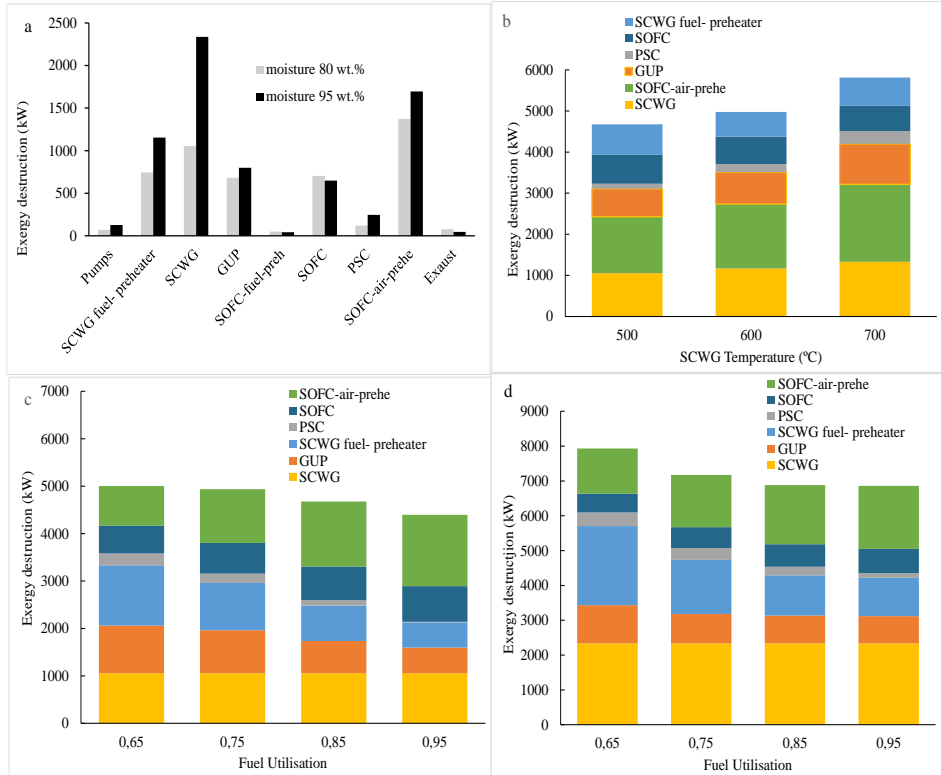 a
Exergy destruction (kW)
2500
2000
1500
1000
500
0
moisture 80 wt.%
moisture 95 wt.%
Pumps
SCWG fuel- preheater
SCWG
GUP
SOFC-fuel-preh
SOFC
PSC
SOFC-air-prehe
Exaust
b
SCWG fuel- preheater
SOFC
PSC
GUP
SOFC-air-prehe
SCWG
Exergy destruction (kW)
6000
5000
4000
3000
2000
1000
0
500 600 700
SCWG Temperature (ºC)
c
SOFC-air-prehe
SOFC
PSC
SCWG fuel- preheater
GUP
SCWG
Exergy destruction (kW)
7000
6000
5000
4000
3000
2000
1000
0
0,65 0,75 0,85 0,95
Fuel Utilisation
d
SOFC-air-prehe
SOFC
PSC
SCWG fuel- preheater
GUP
SCWG
Exergy destructjion (kW)
9000
8000
7000
6000
5000
4000
3000
2000
1000
0
0,65 0,75 0,85 0,95
Fuel Utilisation